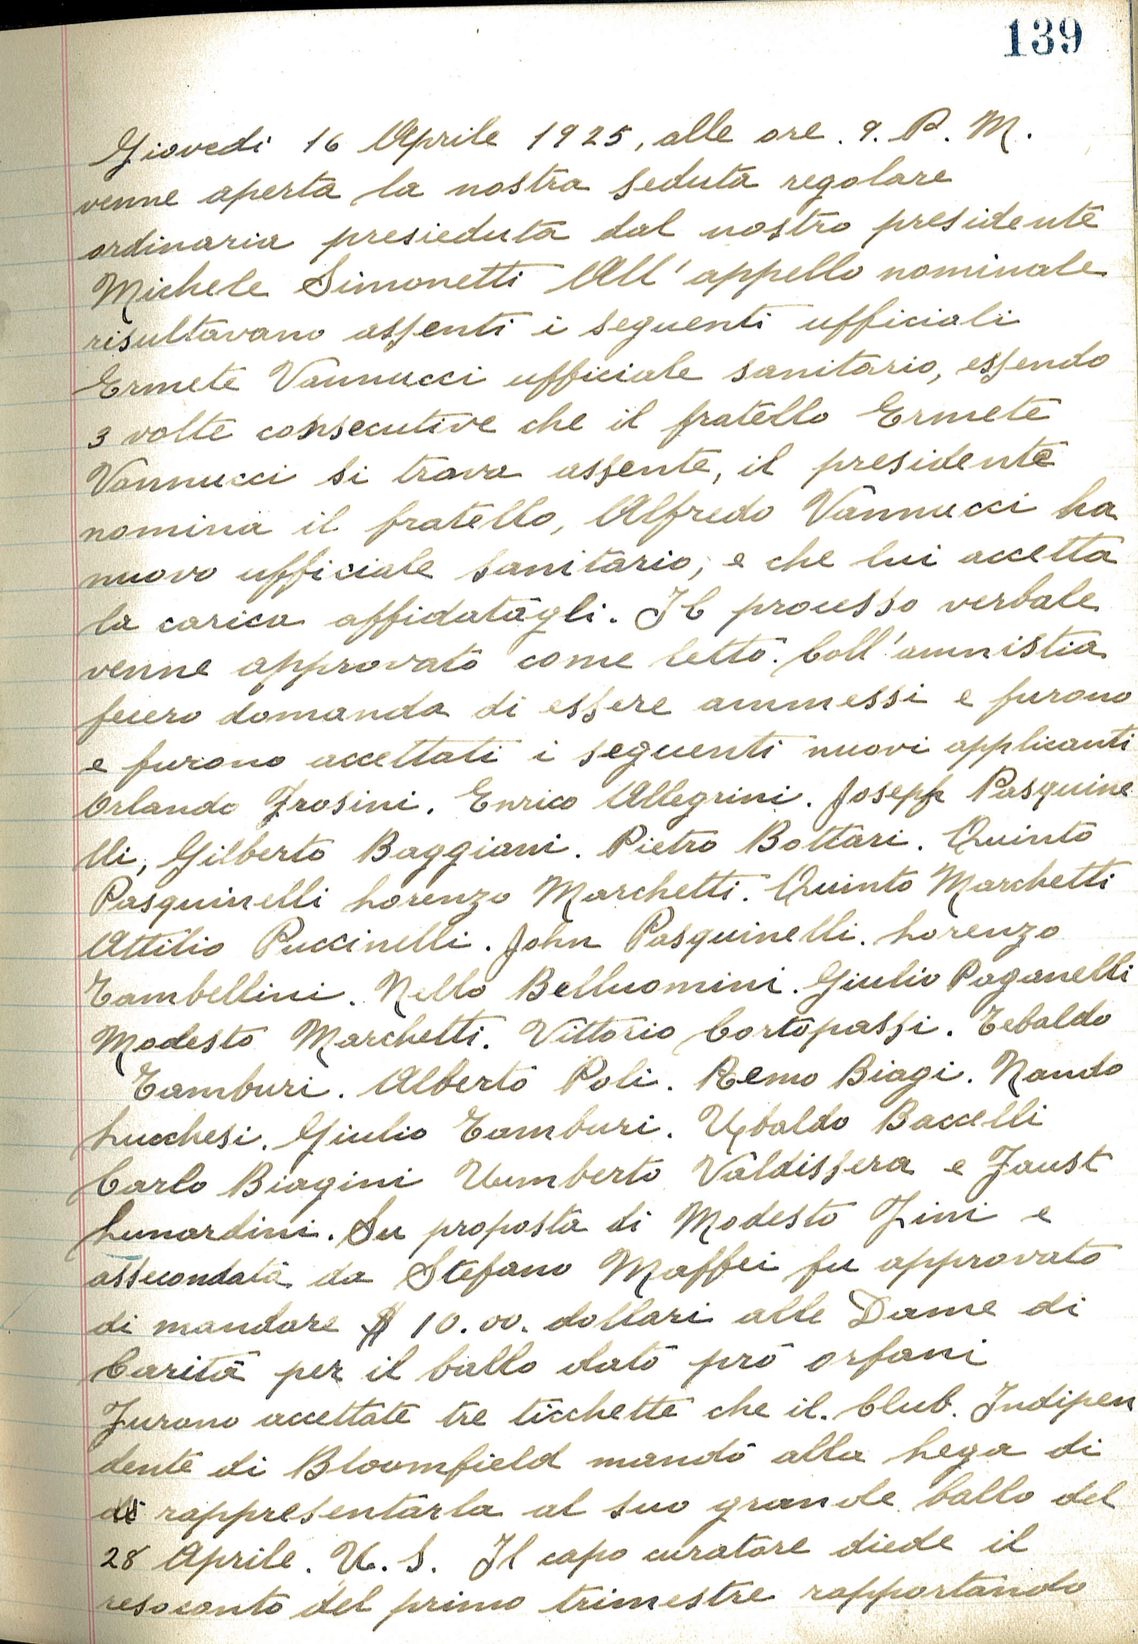 139
Giovedi 16 Aprile 1925, alle ore . 9. P. M.
venne aperta la nostra seduta regolare
ordinaria presieduta dal nostro presidente
Michele Simonetti All' appello nominale
risultavano assenti i seguenti ufficiali
Ermete Vannucci ufficiale sanitario, essendo
3 volte consecutive che il fratello Ermete
Vannucci si trova assente, il presidente
nomina il fratello, Alfredo Vannucci ha
nuovo ufficiale sanitario, e che lui accetta
la carica affidatagli. Il processo verbale
venne approvato come letto. Coll'amnistia
fecero domanda di essere ammessi e furono
e furono accettati i seguenti nuovi applicanti
Orlando Frosini. Enrico Allegrini. Joseph Pasquine
lli, Gilberto Baggiani. Pietro Bottari. Quinto
Pasquinelli Lorenzo Marchetti. Quinto Marchetti
Attilio Puccinelli. John Pasquinelli. Lorenzo
Tambellini. Nello Belluomini. Giulio Paganelli
Modesto Marchetti. Vittorio Cortopassi. Tebaldo
Tamburi. Alberto Poli. Remo Biagi. Nando
Lucchesi. Giulio Tamburi. Ubaldo Baccelli
Carlo Biagini Uumberto Valdissera e Faust
Lunardini. Su proposta di Modesto Fini e
assecondata da Stefano Maffei fu approvato
di mandare $ 10.00. dollari alle Dame di
Carità per il ballo dato pro orfani
Furono accettate tre ticchette che il. Club. Indipen
dente di Bloomfield mandò alla Lega di
di rappresentarla al suo grande ballo del
28 Aprile. U. S. Il capo curatore diede il
resoconto del primo trimestre rapportando